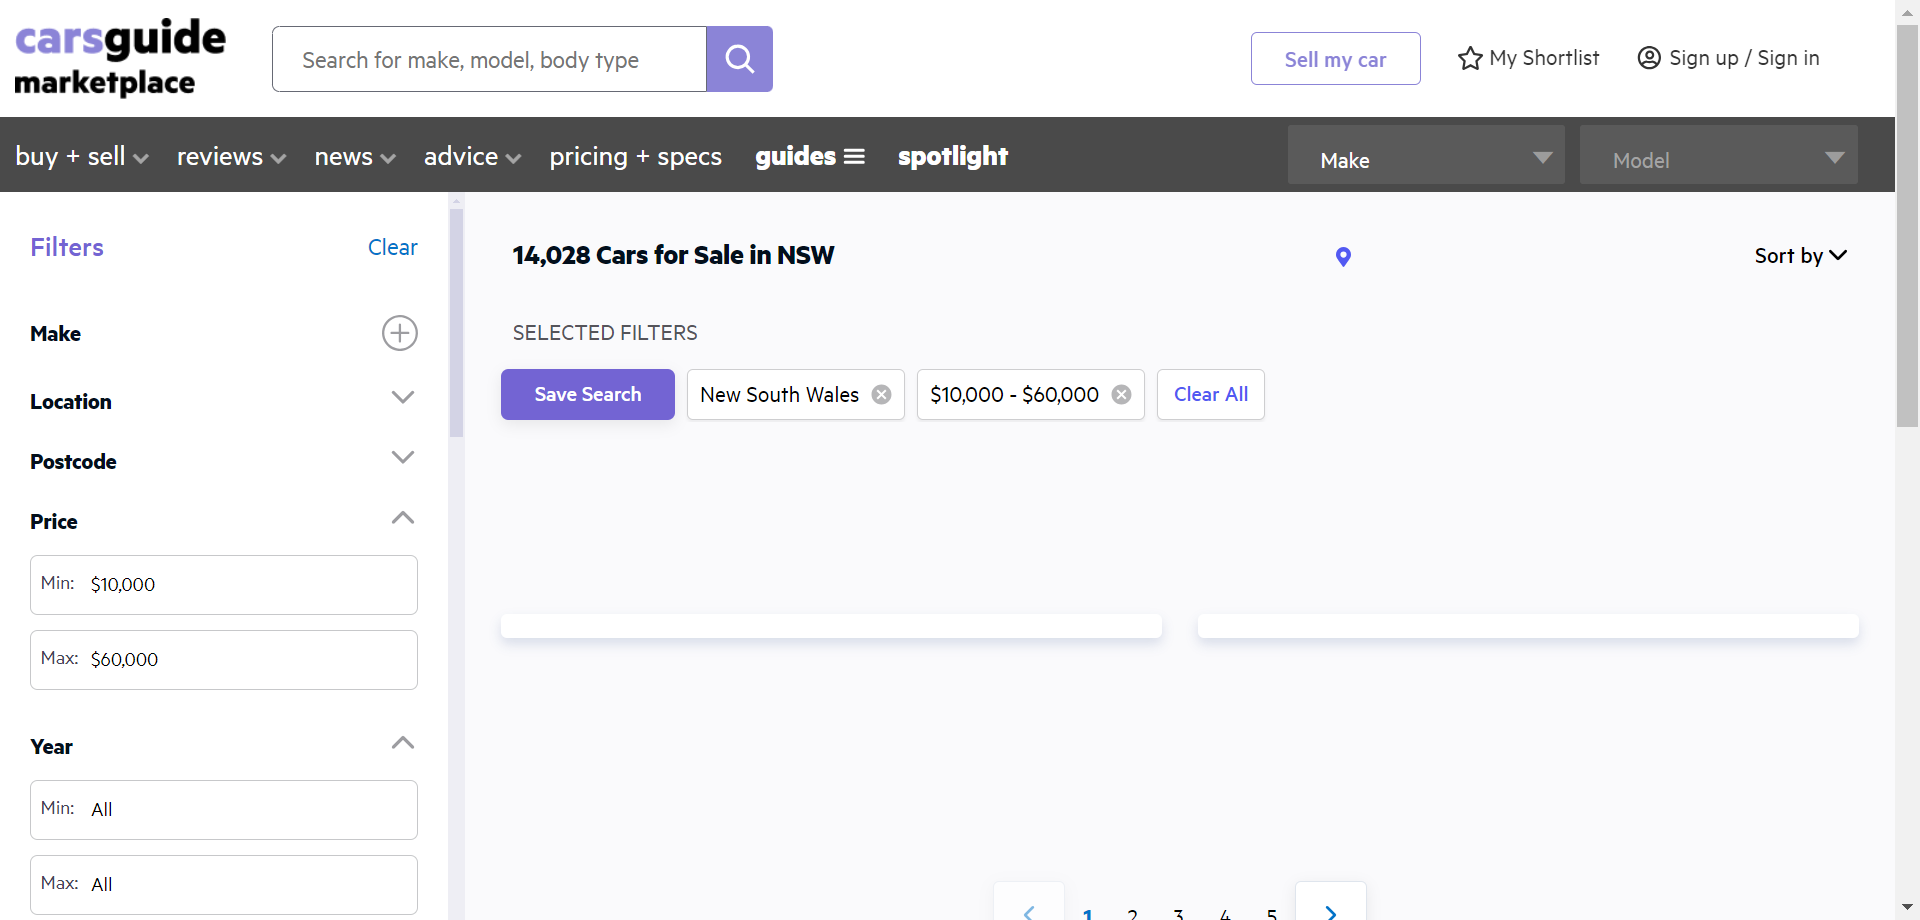 carsguide
marketplace
Search for make, model, body type
Sell my car
My Shortlist
Sign up / Sign in
buy + sell
reviews
news
advice
pricing + specs
guides
spotlight
Make
Model
Filters
Clear
Make
Location
Postcode
Price
Min: $10,000
Max: $60,000
Year
Min: All
Max: All
14,028 Cars for Sale in NSW
Sort by
SELECTED FILTERS
Save Search
New South Wales
$10,000 - $60,000
Clear All
1 2 3 4 5